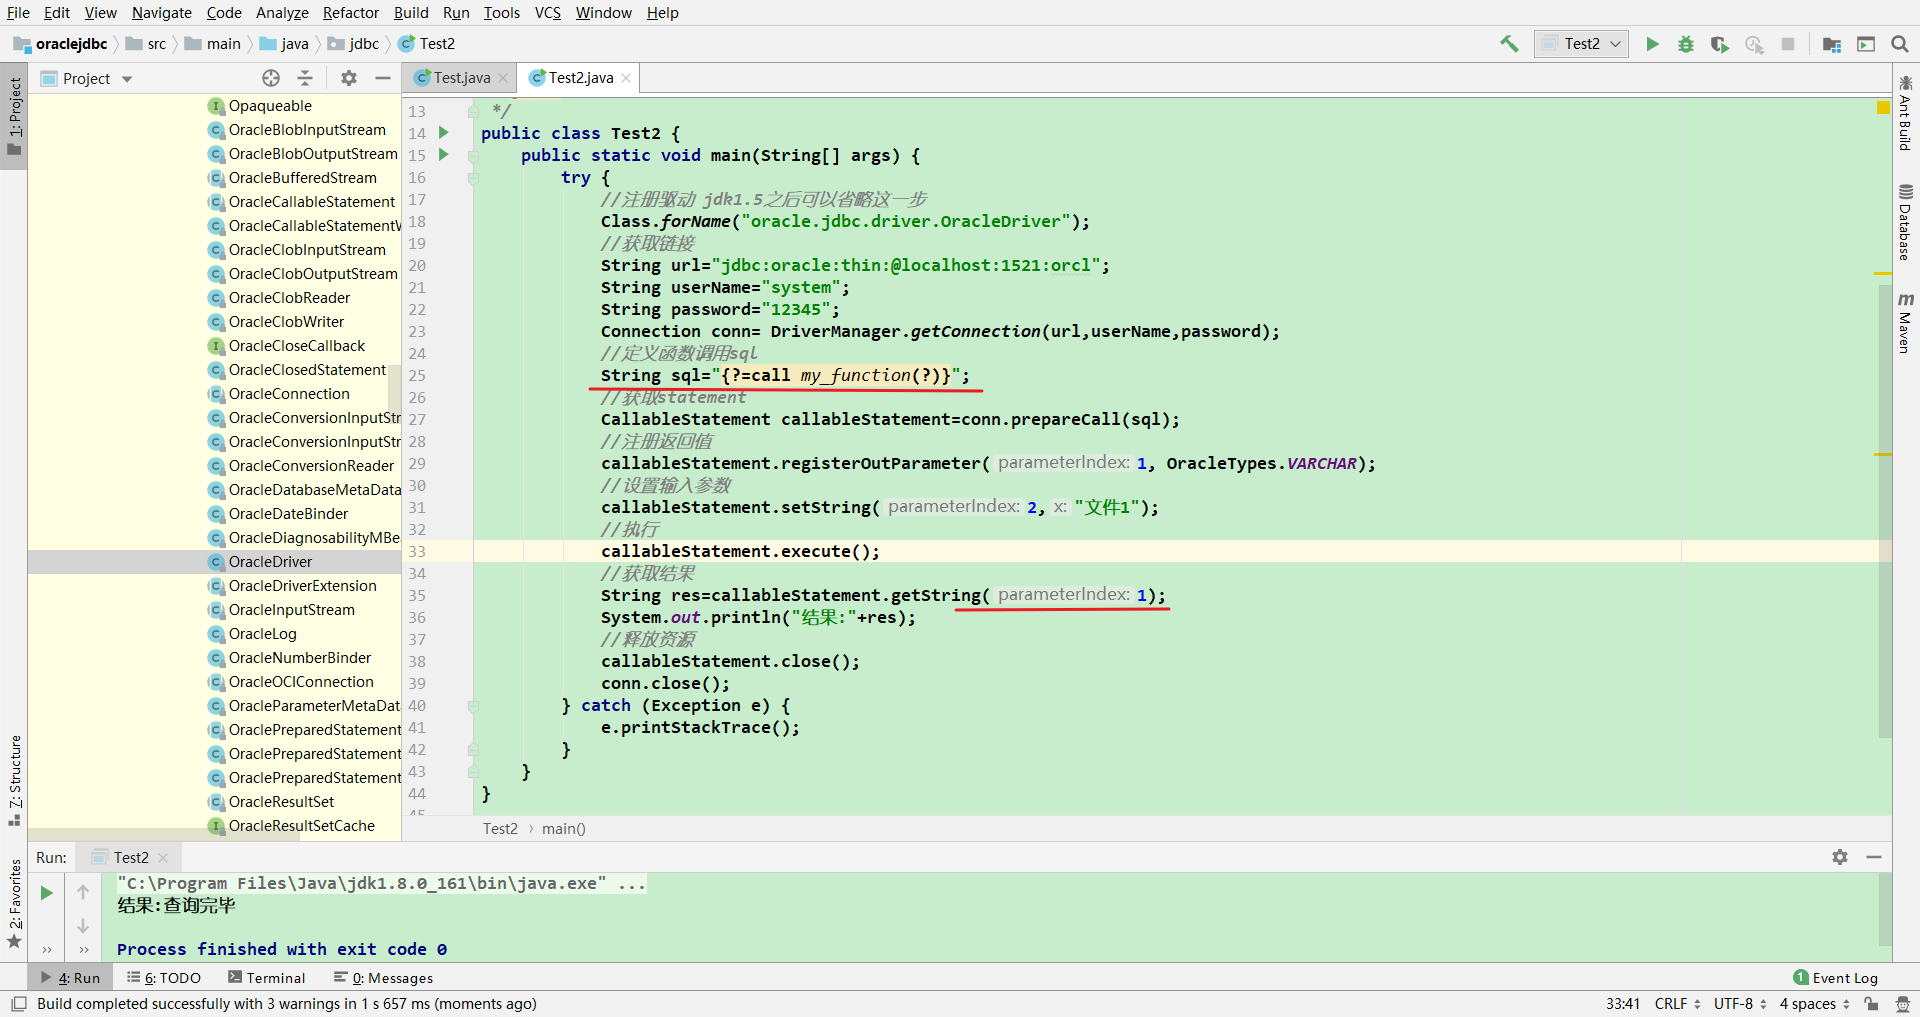 File Edit View Navigate Code Analyze Refactor Build Run Tools VCS Window Help
oraclejdbc src main java jdbc Test2
Test2
Project
Test.java Test2.java
1: Project
7: Structure
2: Favorites
Ant Build
Database
Maven
Opaqueable
OracleBlobInputStream
OracleBlobOutputStream
OracleBufferedStream
OracleCallableStatement
OracleCallableStatementW
OracleClobInputStream
OracleClobOutputStream
OracleClobReader
OracleClobWriter
OracleCloseCallback
OracleClosedStatement
OracleConnection
OracleConversionInputStr
OracleConversionInputStr
OracleConversionReader
OracleDatabaseMetaData
OracleDateBinder
OracleDiagnosabilityMBe
OracleDriver
OracleDriverExtension
OracleInputStream
OracleLog
OracleNumberBinder
OracleOCIConnection
OracleParameterMetaDat
OraclePreparedStatement
OraclePreparedStatement
OraclePreparedStatement
OracleResultSet
OracleResultSetCache
13 */
14 public class Test2 {
15 public static void main(String[] args) {
16 try {
17 //注册驱动 jdk1.5之后可以省略这一步
18 Class.forName("oracle.jdbc.driver.OracleDriver");
19 //获取链接
20 String url="jdbc:oracle:thin:@localhost:1521:orcl";
21 String userName="system";
22 String password="12345";
23 Connection conn= DriverManager.getConnection(url,userName,password);
24 //定义函数调用sql
25 String sql="{?=call my_function(?)}";
26 //获取statement
27 CallableStatement callableStatement=conn.prepareCall(sql);
28 //注册返回值
29 callableStatement.registerOutParameter( parameterIndex: 1, OracleTypes.VARCHAR);
30 //设置输入参数
31 callableStatement.setString( parameterIndex: 2, x: "文件1");
32 //执行
33 callableStatement.execute();
34 //获取结果
35 String res=callableStatement.getString( parameterIndex: 1);
36 System.out.println("结果:"+res);
37 //释放资源
38 callableStatement.close();
39 conn.close();
40 } catch (Exception e) {
41 e.printStackTrace();
42 }
43 }
44 }
45
Test2 › main()
Run: Test2
"C:\Program Files\Java\jdk1.8.0_161\bin\java.exe" ...
结果:查询完毕
Process finished with exit code 0
4: Run 6: TODO Terminal 0: Messages 1 Event Log
Build completed successfully with 3 warnings in 1 s 657 ms (moments ago) 33:41 CRLF UTF-8 4 spaces